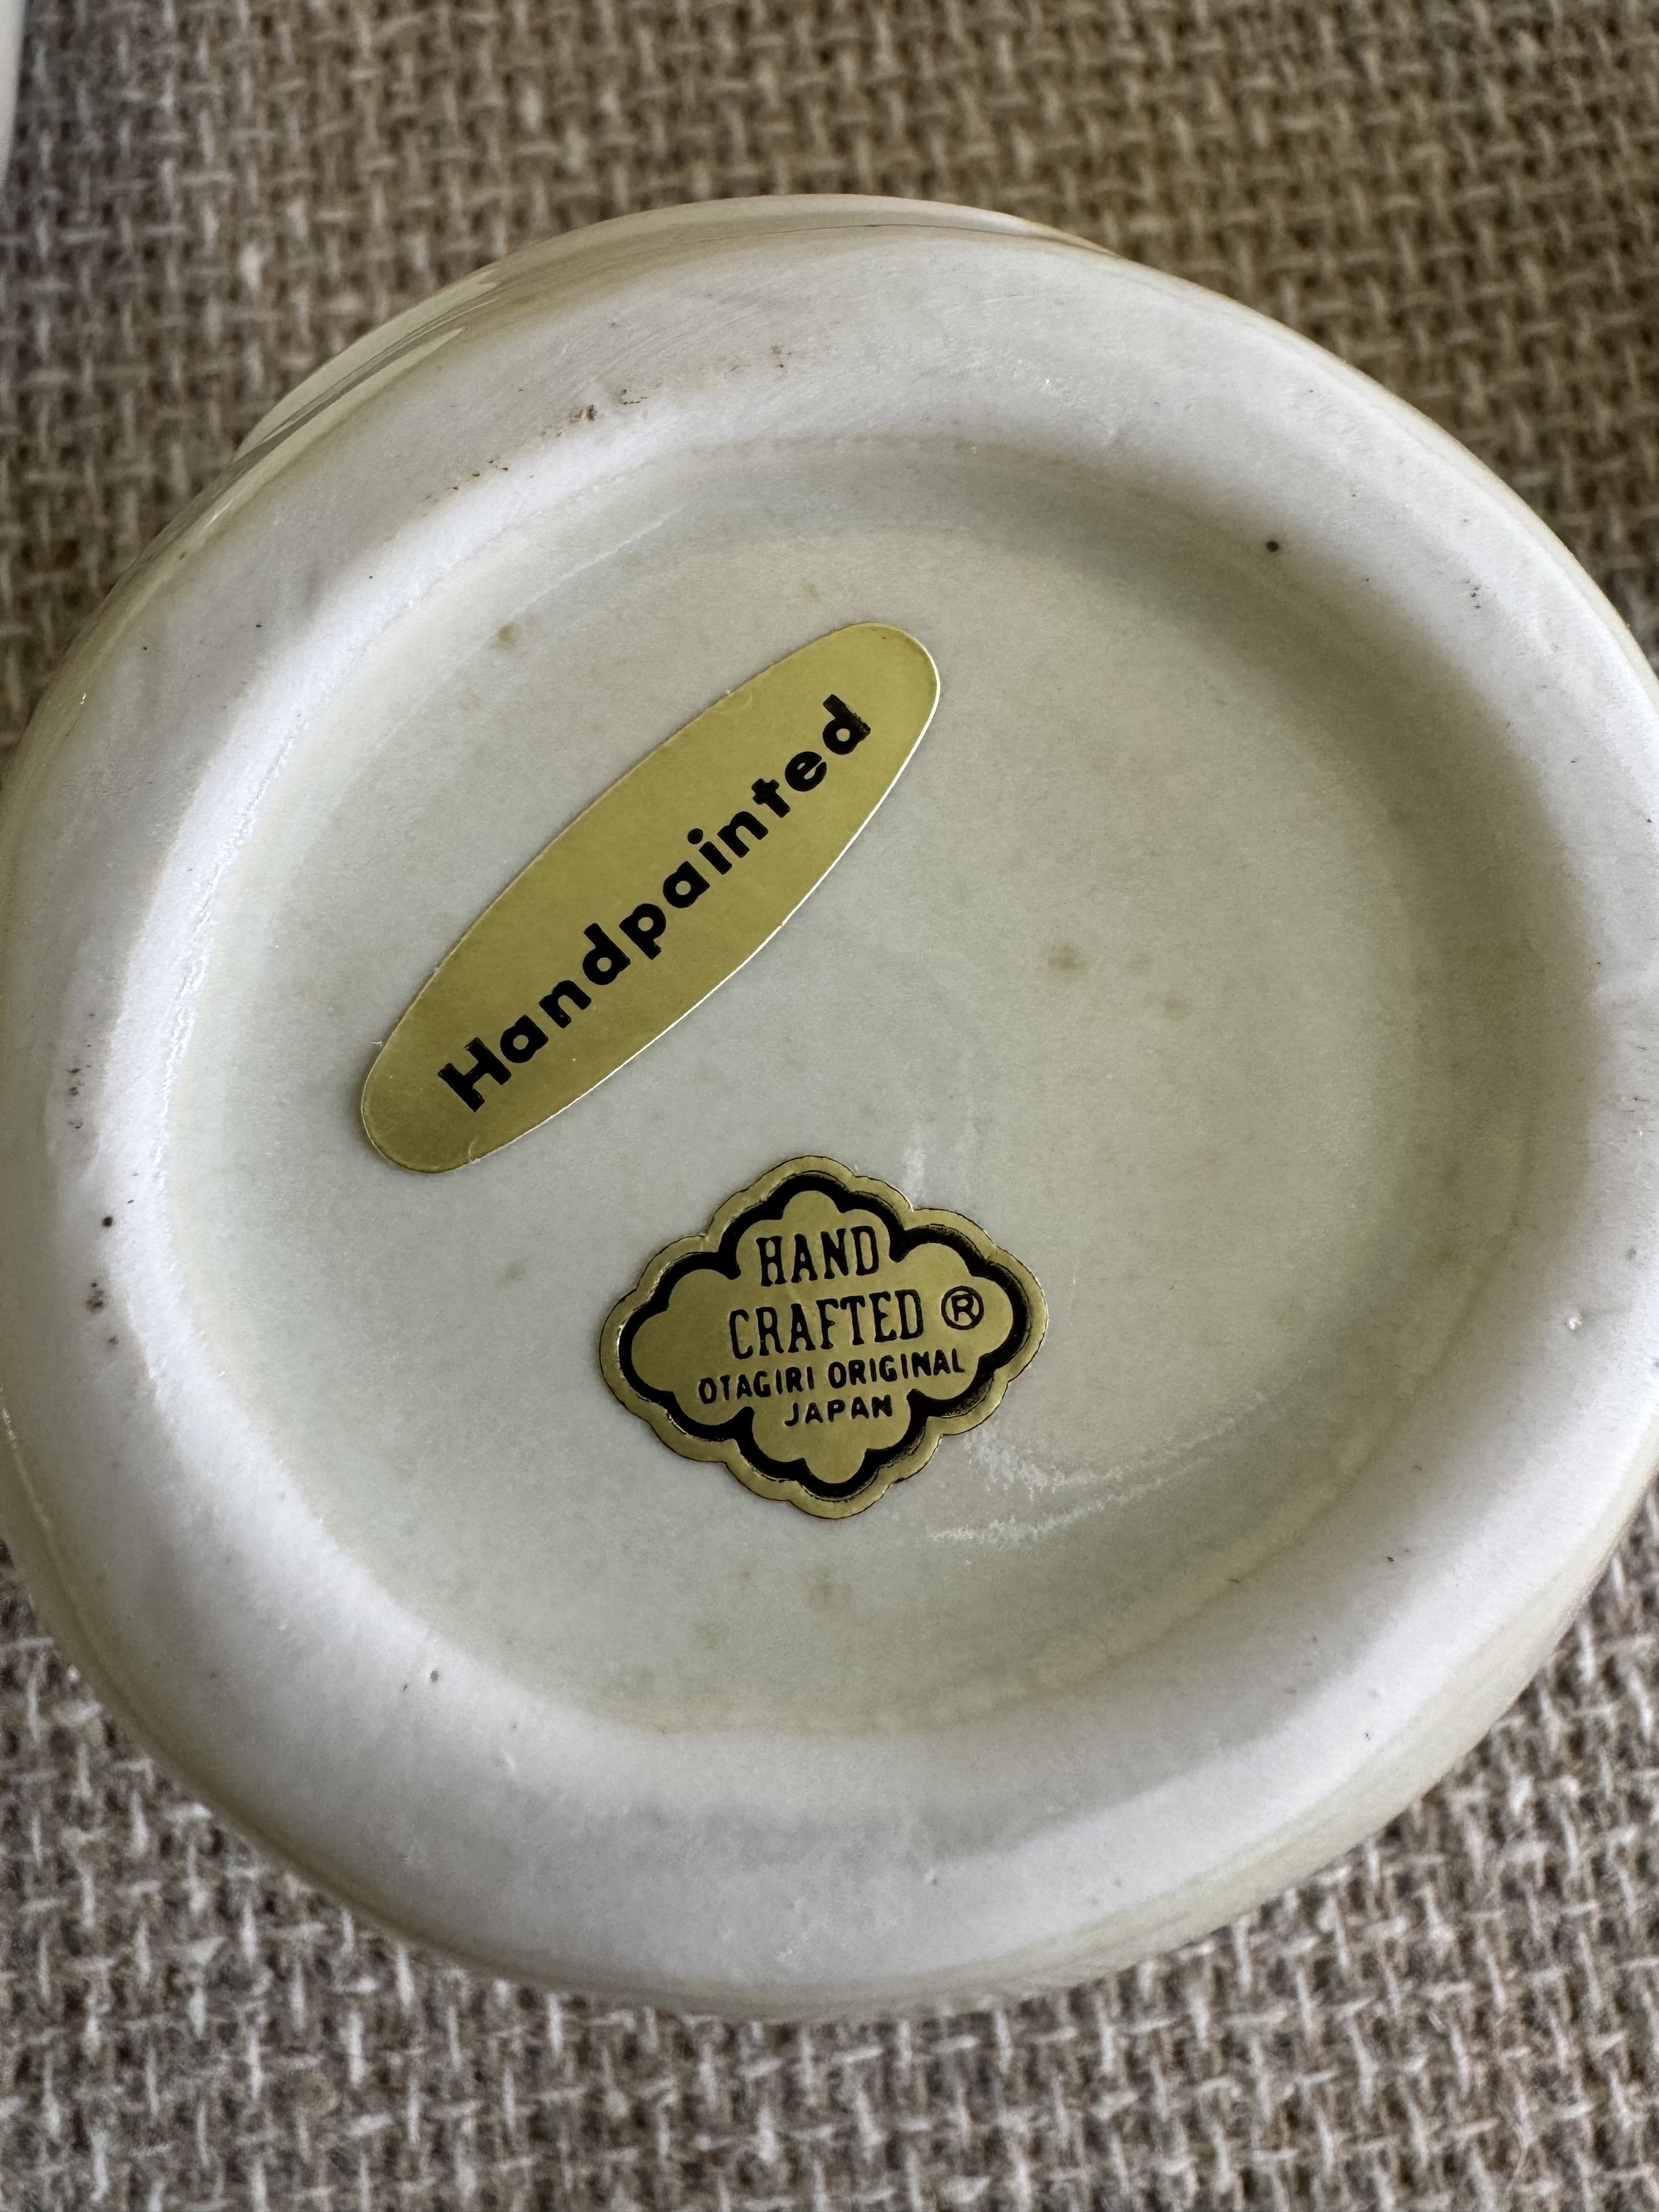 Handpainted
HAND
CRAFTED ®
OTAGIRI ORIGINAL
JAPAN